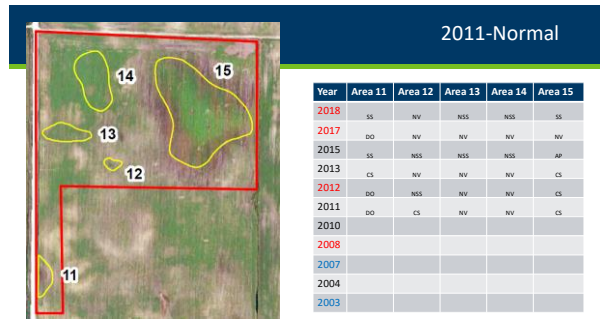 2011-Normal
14
15
13
12
11
Year Area 11 Area 12 Area 13 Area 14 Area 15
2018 SS NV NSS NSS SS
2017 DO NV NV NV NV
2015 SS NSS NSS NSS AP
2013 CS NV NV NV CS
2012 DO NSS NV NV CS
2011 DO CS NV NV CS
2010
2008
2007
2004
2003